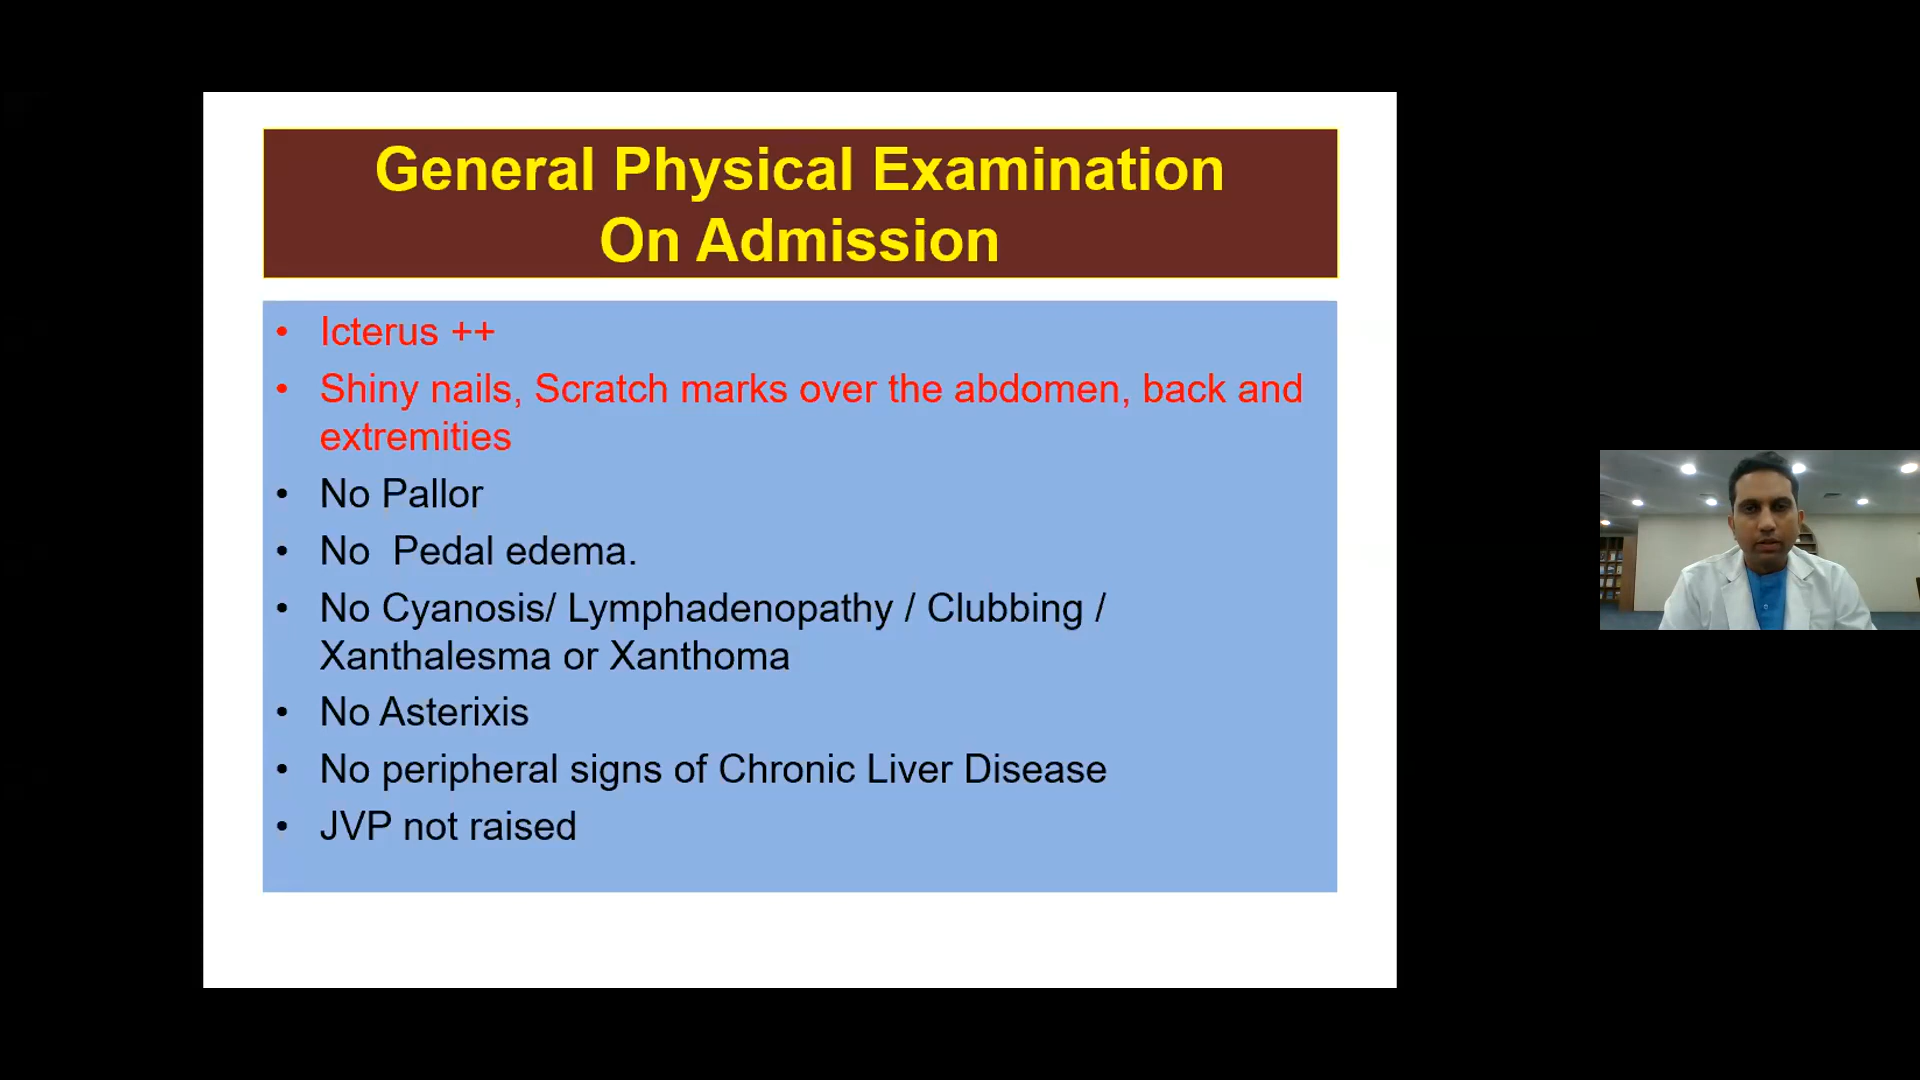 General Physical Examination
On Admission
• Icterus ++
• Shiny nails, Scratch marks over the abdomen, back and
extremities
• No Pallor
• No  Pedal edema.
• No Cyanosis/ Lymphadenopathy / Clubbing /
Xanthalesma or Xanthoma
• No Asterixis
• No peripheral signs of Chronic Liver Disease
• JVP not raised